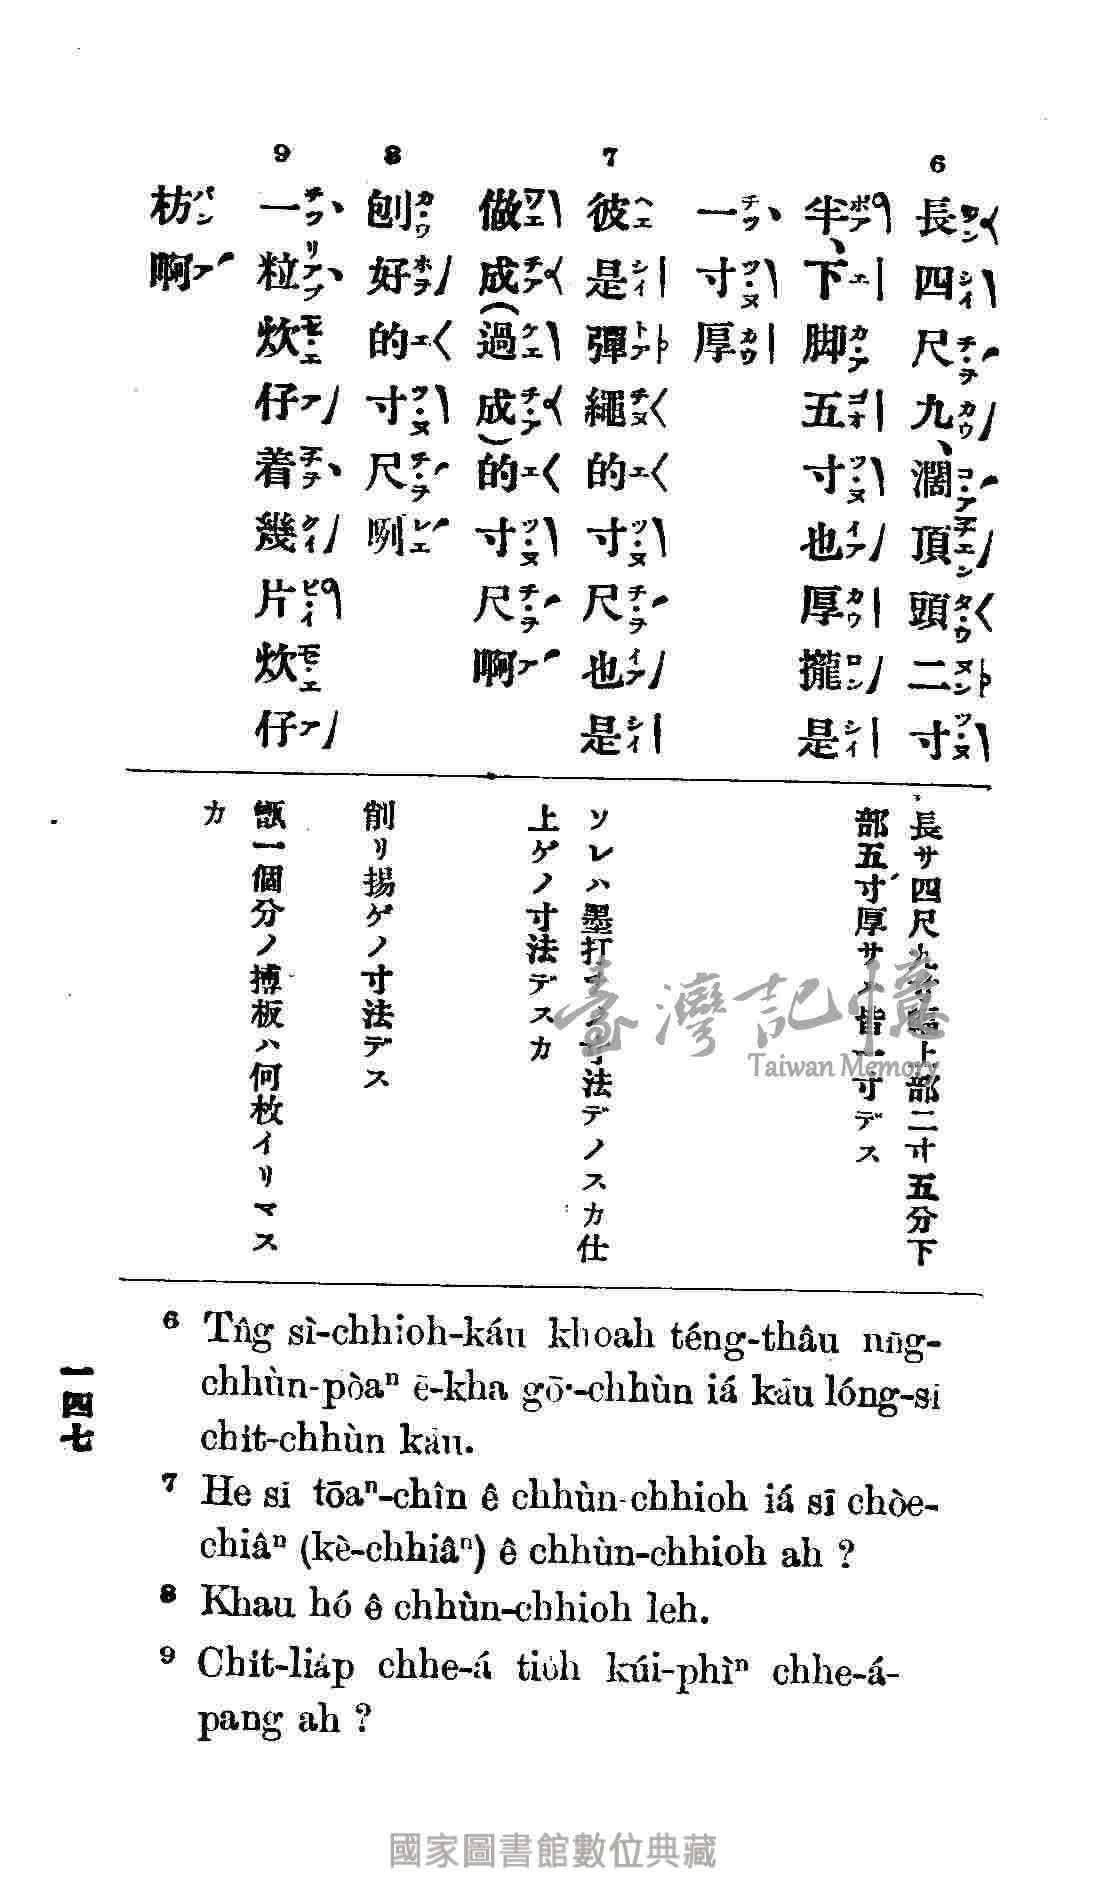 6
長四尺九、濶頂頭二寸
半、下脚五寸也厚攏是
一寸厚
7
彼是彈繩的寸尺也是
做成(過成)的寸尺啊
8
刨好的寸尺咧
9
一粒炊仔着幾片炊仔
枋啊
長サ四尺九寸幅上部二寸五分下
部五寸厚サハ皆一寸デス
ソレハ墨打ノ寸法デノスカ仕
上ゲノ寸法デスカ
削リ揚ゲノ寸法デス
甑一個分ノ搏板ハ何枚イリマス
カ
6 Tn̂g sì-chhioh-káu khoah téng-thâu nn̄g-
chhùn-pòaⁿ ē-kha gō͘-chhùn iá kāu lóng-sī
chit-chhùn kāu.
7 He sī tōaⁿ-chîn ê chhùn-chhioh iá sī chòe-
chiâⁿ (kè-chhiâⁿ) ê chhùn-chhioh ah ?
8 Khau hó ê chhùn-chhioh leh.
9 Chit-lia̍p chhe-á tio̍h kúi-phìⁿ chhe-á-
pang ah ?
一四七
臺灣記憶
Taiwan Memory
國家圖書館數位典藏